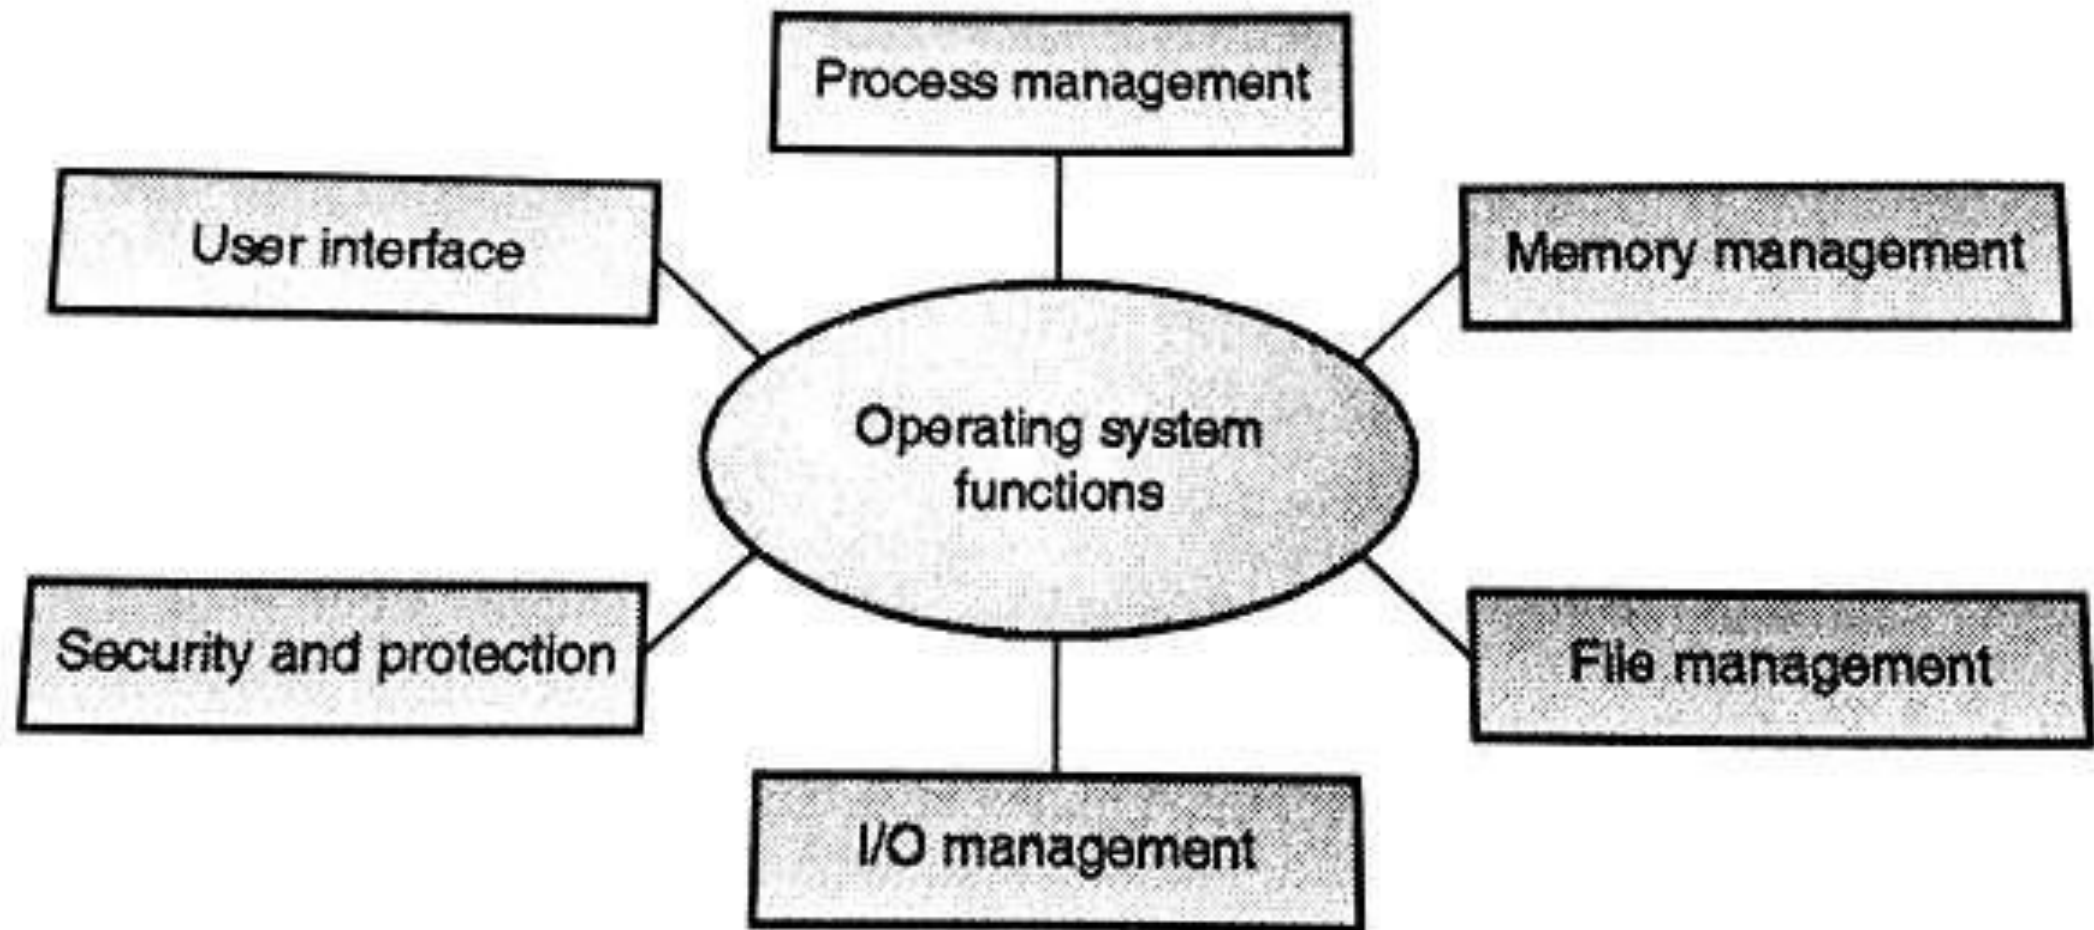 Process management
User interface
Memory management
Operating system
functions
Security and protection
File management
I/O management